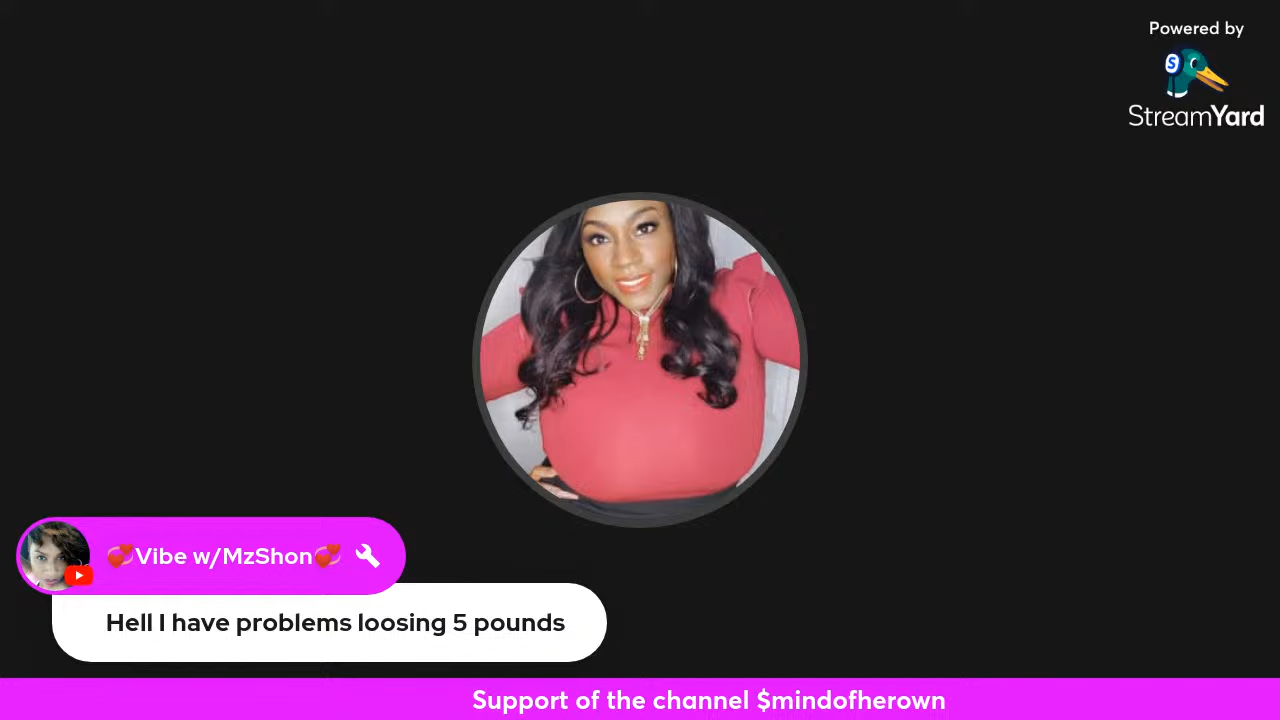 Powered by
S
StreamYard
💞Vibe w/MzShon💞
Hell I have problems loosing 5 pounds
Support of the channel $mindofherown